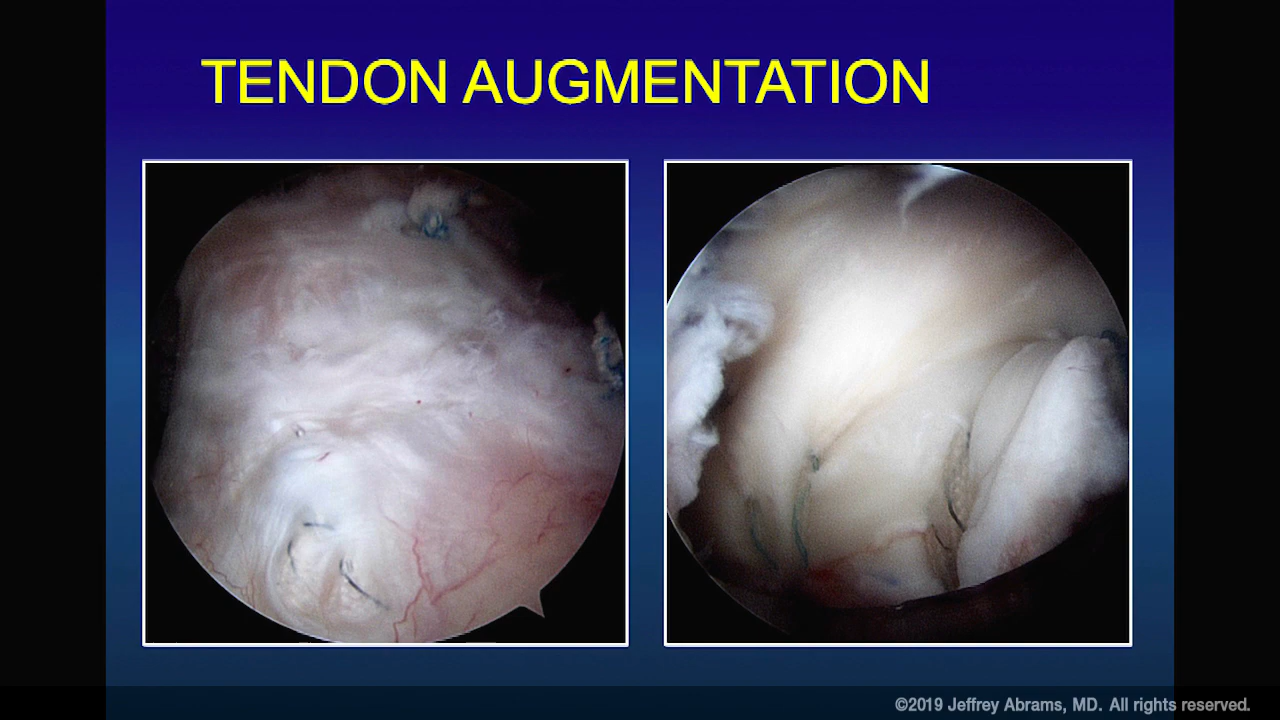 TENDON AUGMENTATION
©2019 Jeffrey Abrams, MD. All rights reserved.